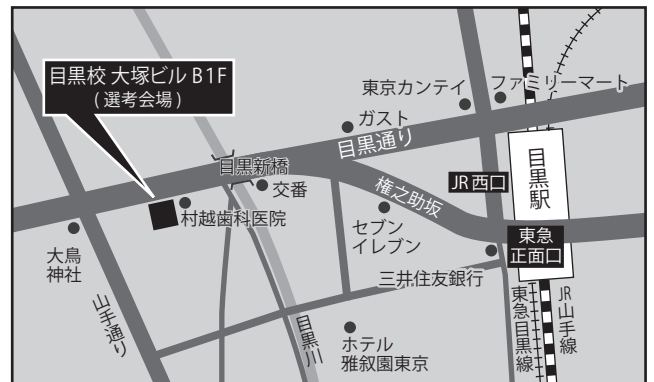 目黒校 大塚ビル B1F
( 選考会場 )
東京カンテイ
ファミリーマート
ガスト
目黒通り
目黒新橋
交番
村越歯科医院
大鳥
神社
山手通り
権之助坂
セブン
イレブン
JR 西口
目黒駅
東急
正面口
三井住友銀行
目黒川
ホテル
雅叙園東京
東急目黒線
JR山手線